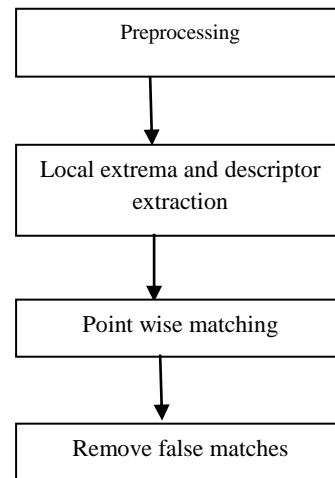 Preprocessing
Local extrema and descriptor
extraction
Point wise matching
Remove false matches